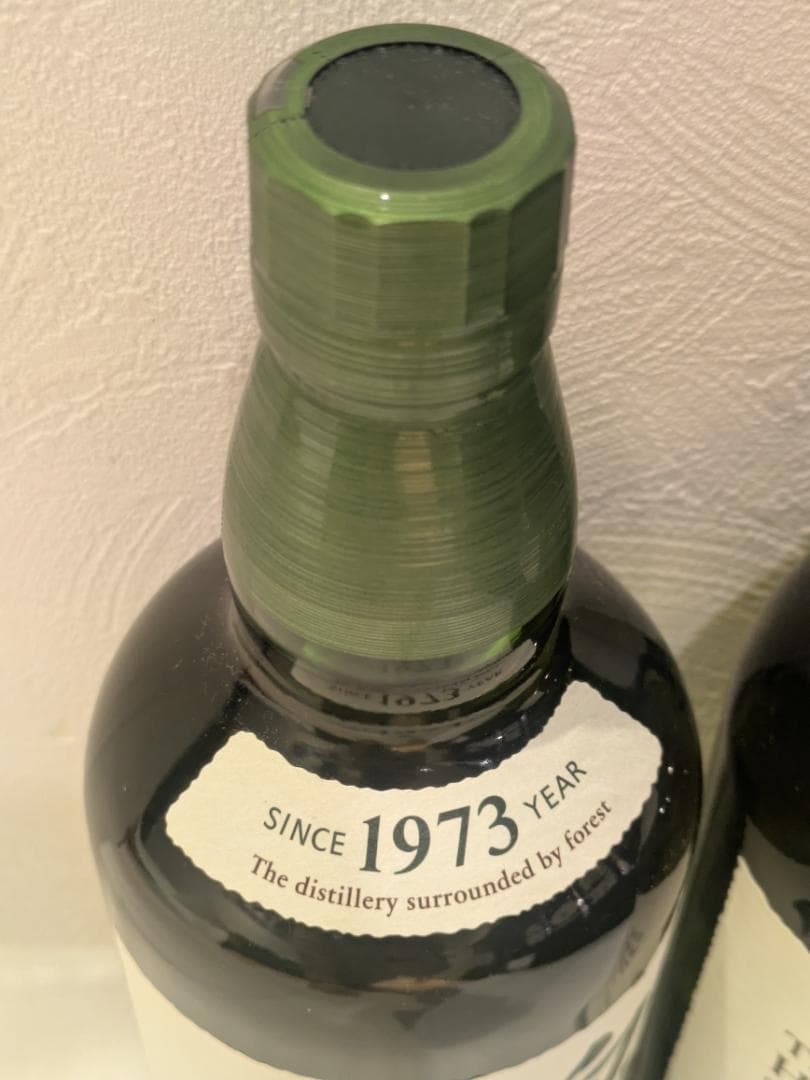 SINCE 1973 YEAR
The distillery surrounded by forest